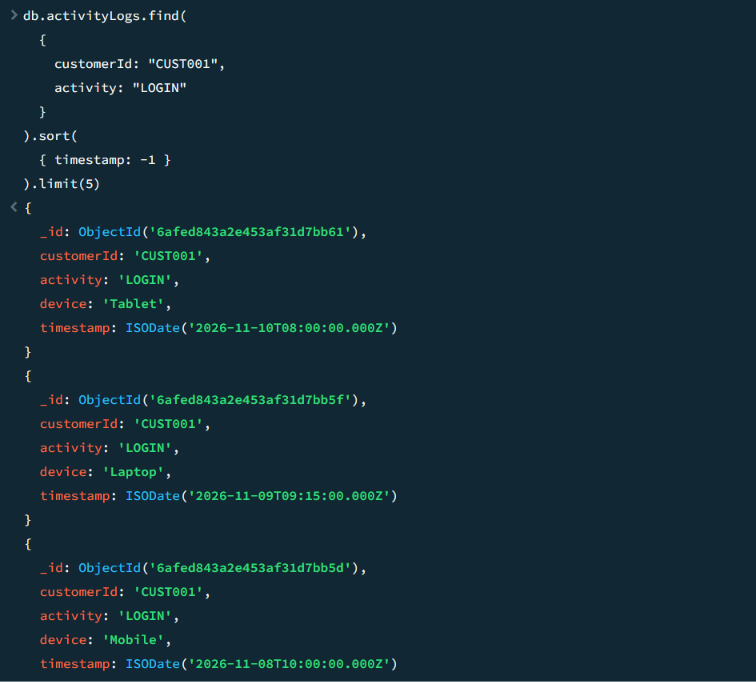 > db.activityLogs.find(
{
customerId: "CUST001",
activity: "LOGIN"
}
).sort(
{ timestamp: -1 }
).limit(5)
< {
_id: ObjectId('6afed843a2e453af31d7bb61'),
customerId: 'CUST001',
activity: 'LOGIN',
device: 'Tablet',
timestamp: ISODate('2026-11-10T08:00:00.000Z')
}
{
_id: ObjectId('6afed843a2e453af31d7bb5f'),
customerId: 'CUST001',
activity: 'LOGIN',
device: 'Laptop',
timestamp: ISODate('2026-11-09T09:15:00.000Z')
}
{
_id: ObjectId('6afed843a2e453af31d7bb5d'),
customerId: 'CUST001',
activity: 'LOGIN',
device: 'Mobile',
timestamp: ISODate('2026-11-08T10:00:00.000Z')